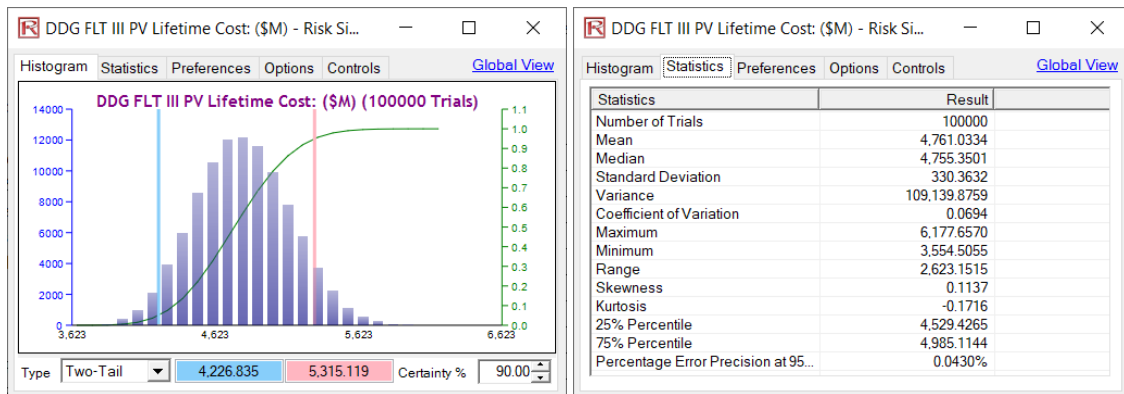 DDG FLT III PV Lifetime Cost: ($M) - Risk Si...
Histogram Statistics Preferences Options Controls Global View
DDG FLT III PV Lifetime Cost: ($M) (100000 Trials)
14000 1.1
12000 1.0
10000 0.9
8000 0.8
6000 0.7
4000 0.6
2000 0.5
0 0.4
0.3
0.2
0.1
0.0
3,623 4,623 5,623 6,623
Type Two-Tail 4,226.835 5,315.119 Certainty % 90.00
DDG FLT III PV Lifetime Cost: ($M) - Risk Si...
Histogram Statistics Preferences Options Controls Global View
Statistics Result
Number of Trials 100000
Mean 4,761.0334
Median 4,755.3501
Standard Deviation 330.3632
Variance 109,139.8759
Coefficient of Variation 0.0694
Maximum 6,177.6570
Minimum 3,554.5055
Range 2,623.1515
Skewness 0.1137
Kurtosis -0.1716
25% Percentile 4,529.4265
75% Percentile 4,985.1144
Percentage Error Precision at 95... 0.0430%